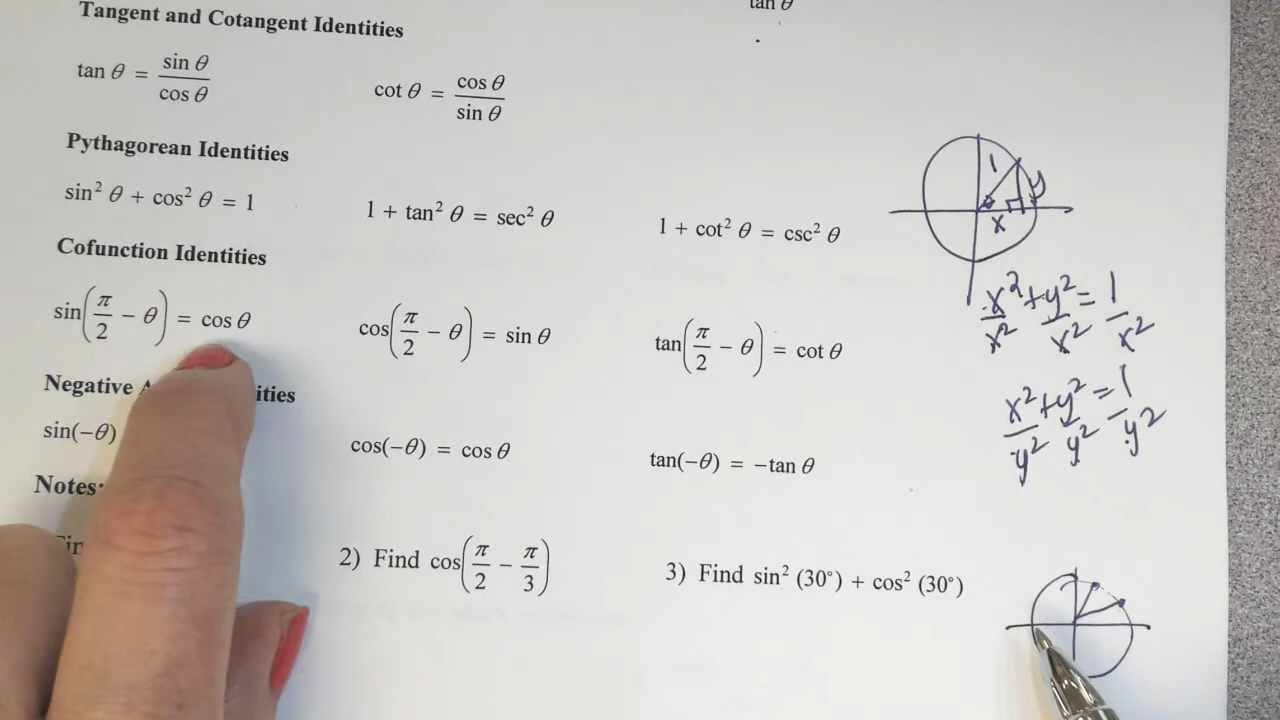 tan θ
Tangent and Cotangent Identities
tan θ = sin θ / cos θ    cot θ = cos θ / sin θ
Pythagorean Identities
sin² θ + cos² θ = 1    1 + tan² θ = sec² θ    1 + cot² θ = csc² θ
Cofunction Identities
sin(π/2 − θ) = cos θ    cos(π/2 − θ) = sin θ    tan(π/2 − θ) = cot θ
Negative A    ities
sin(−θ)    cos(−θ) = cos θ    tan(−θ) = −tan θ
Notes:
2) Find cos(π/2 − π/3)    3) Find sin² (30°) + cos² (30°)
1
y
x
x² + y² = 1
x² x² x²
x² + y² = 1
y² y² y²